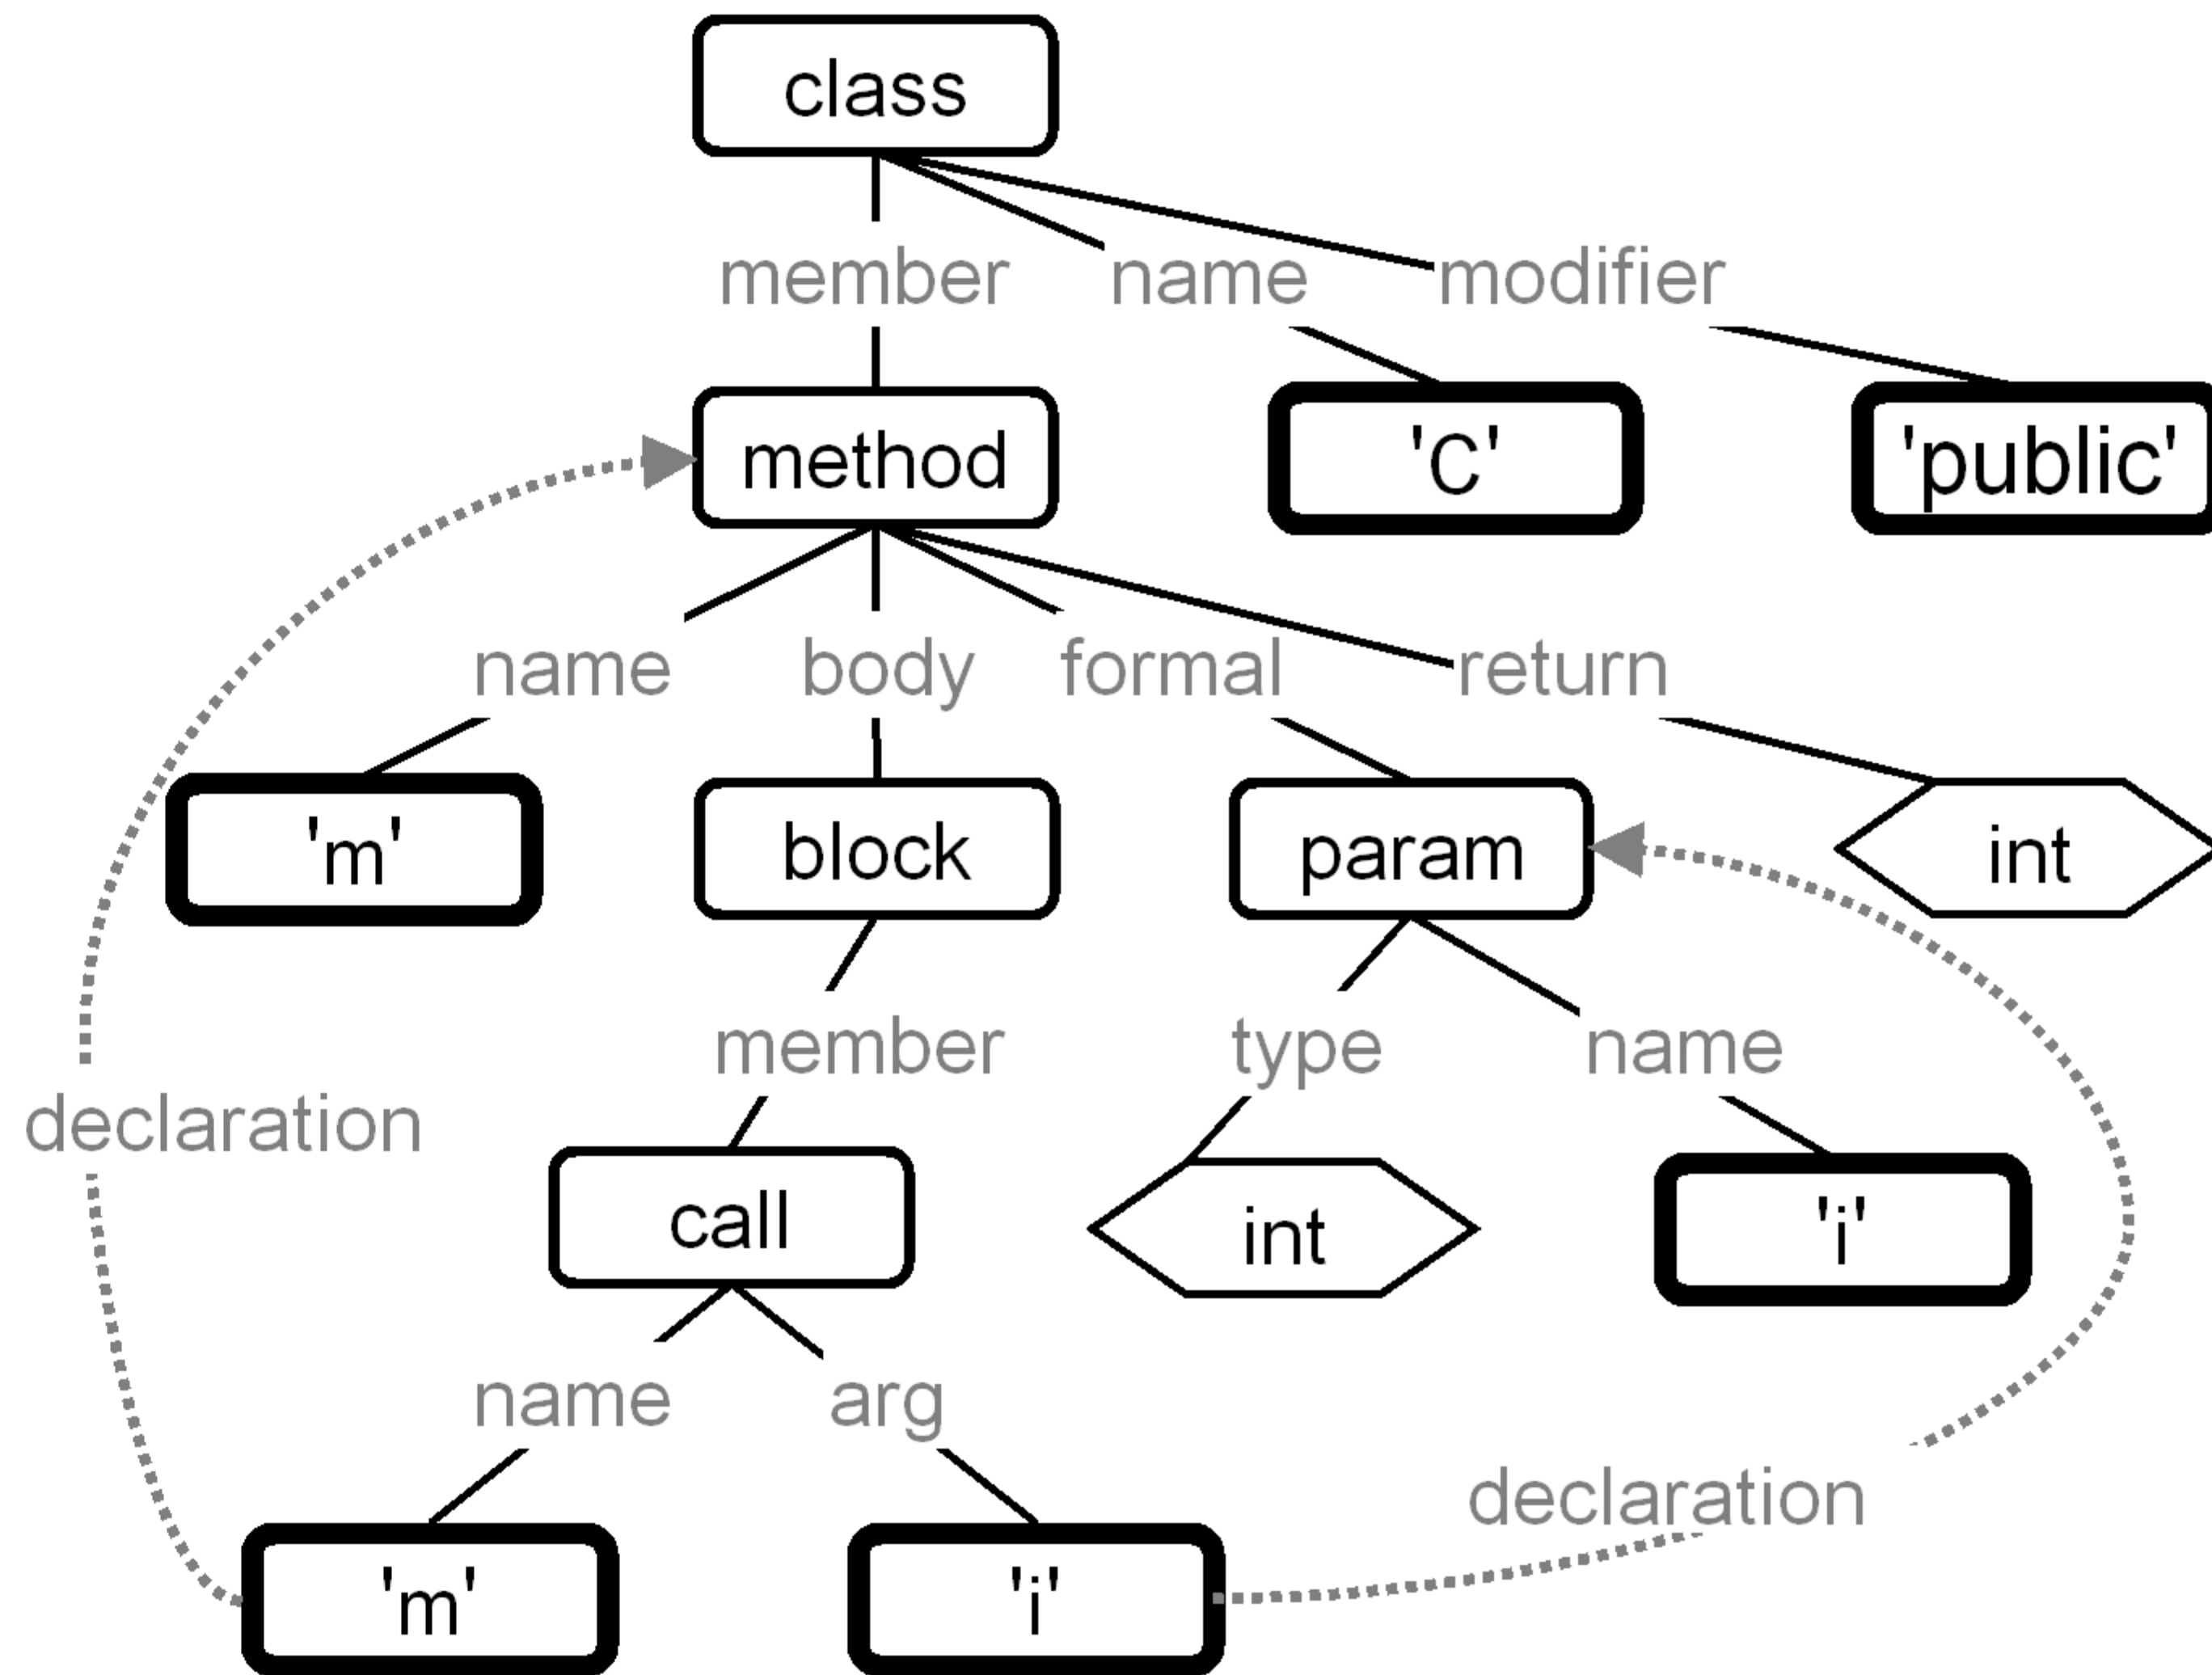 class
member name modifier
method 'C' 'public'
name body formal return
'm' block param int
member type name
declaration
call int 'i'
name arg
declaration
'm' 'i'